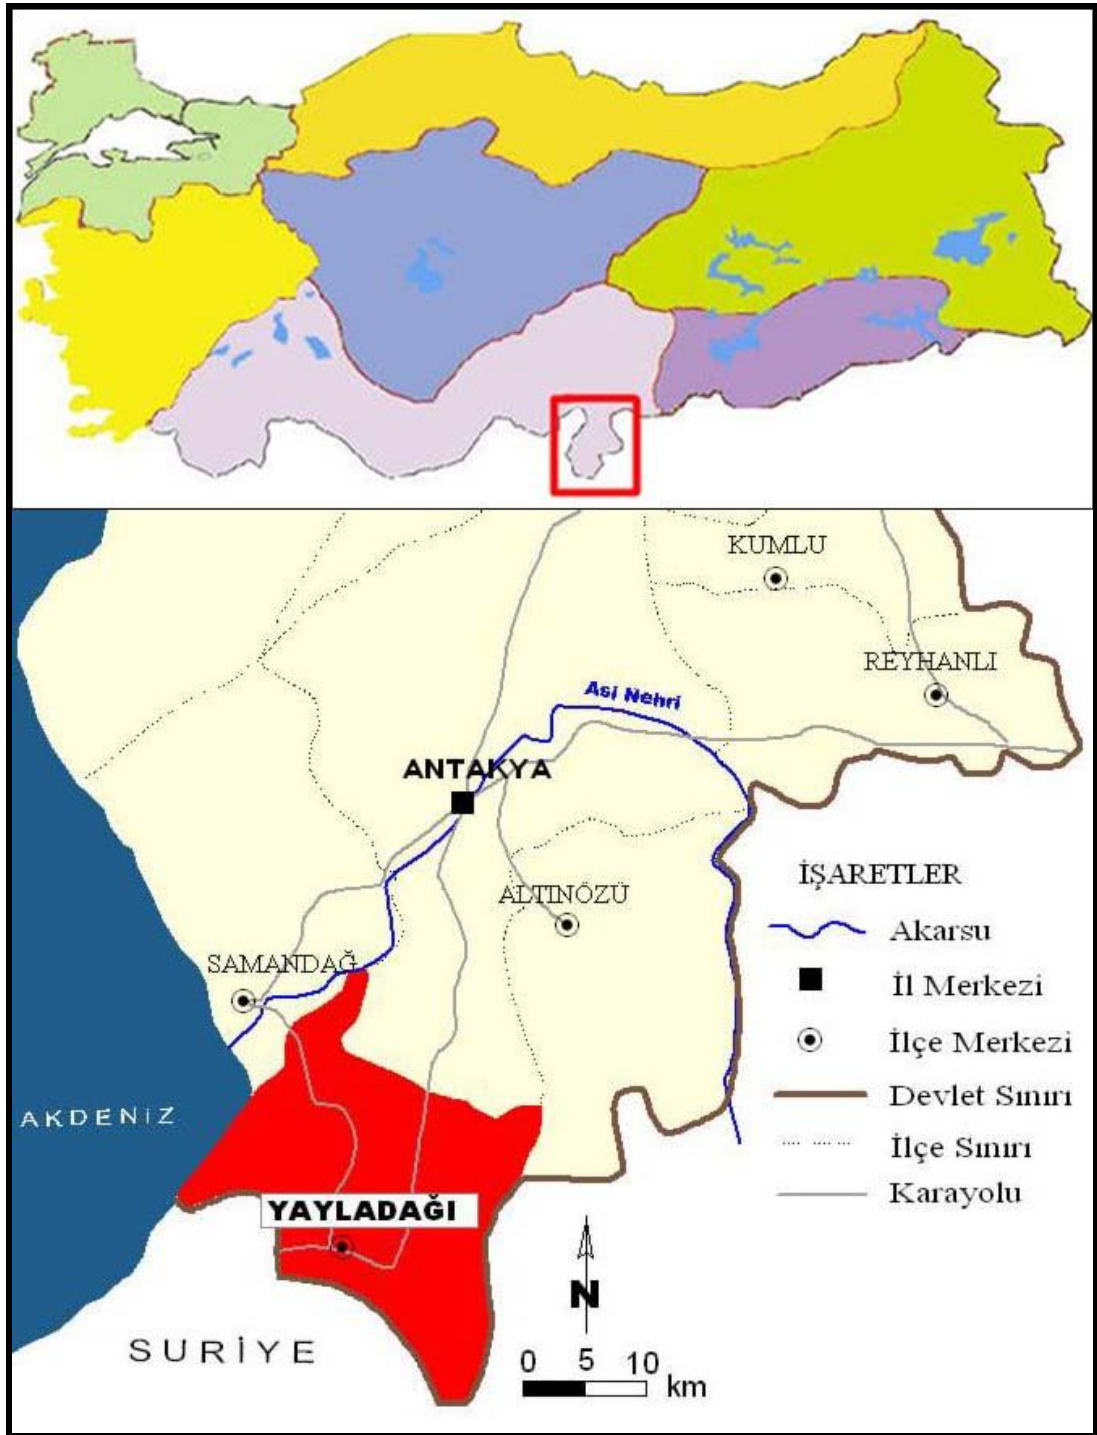 KUMLU
REYHANLI
Asi Nehri
ANTAKYA
ALTINÖZÜ
SAMANDAĞ
AKDENİZ
YAYLADAĞI
SURİYE
İŞARETLER
Akarsu
İl Merkezi
İlçe Merkezi
Devlet Sınırı
İlçe Sınırı
Karayolu
N
0 5 10
km